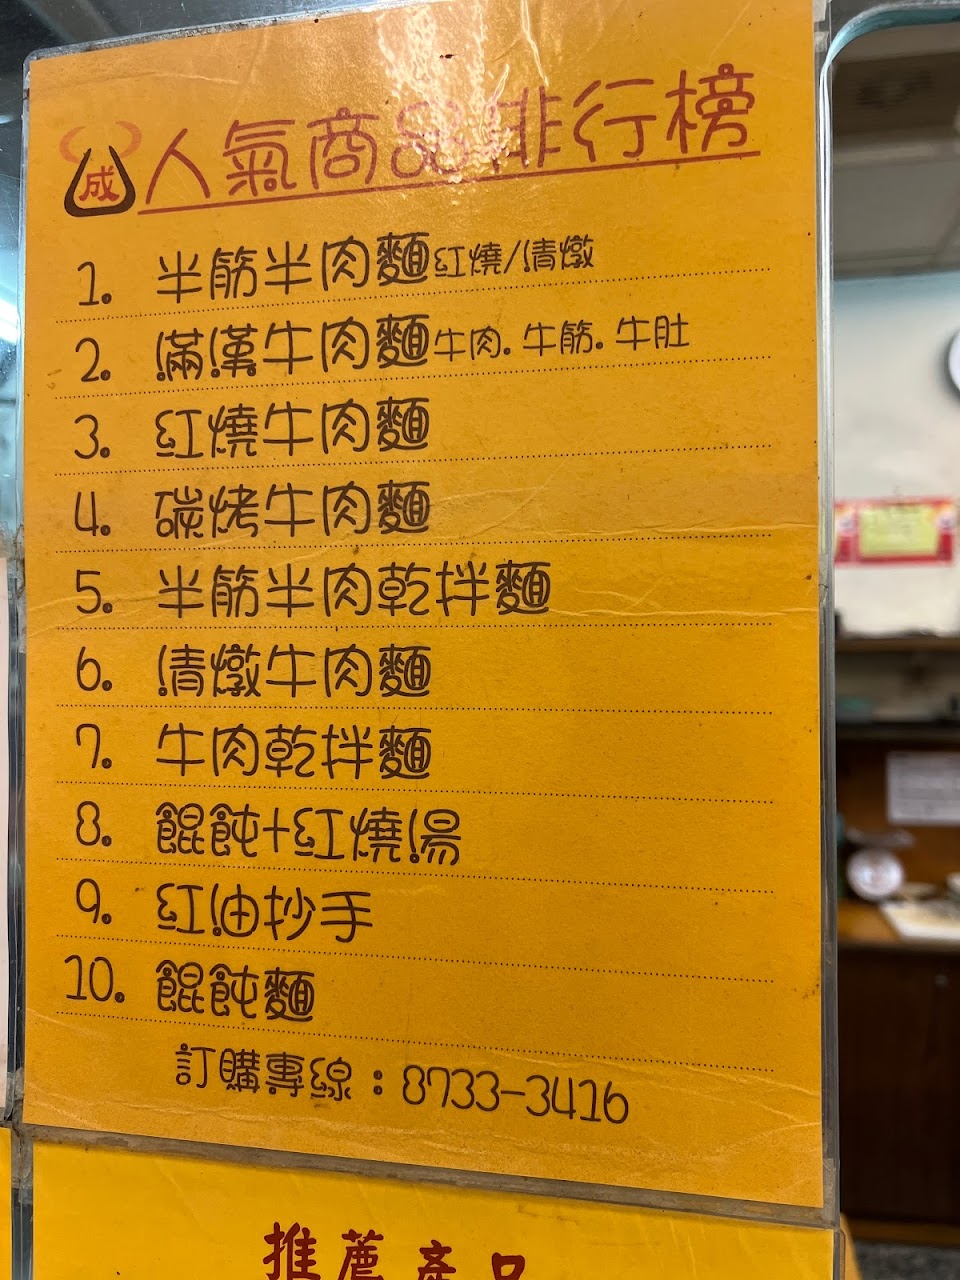 成
人氣商品排行榜
1. 半筋半肉麵 紅燒/清燉
2. 滿漢牛肉麵 牛肉.牛筋.牛肚
3. 紅燒牛肉麵
4. 碳烤牛肉麵
5. 半筋半肉乾拌麵
6. 清燉牛肉麵
7. 牛肉乾拌麵
8. 餛飩+紅燒湯
9. 紅油抄手
10. 餛飩麵
訂購專線：8733-3416
推薦產品